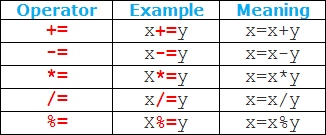 Operator Example Meaning
+= x+=y x=x+y
-= x-=y x=x-y
*= X*=y x=x*y
/= x/=y x=x/y
%= X%=y x=x%y